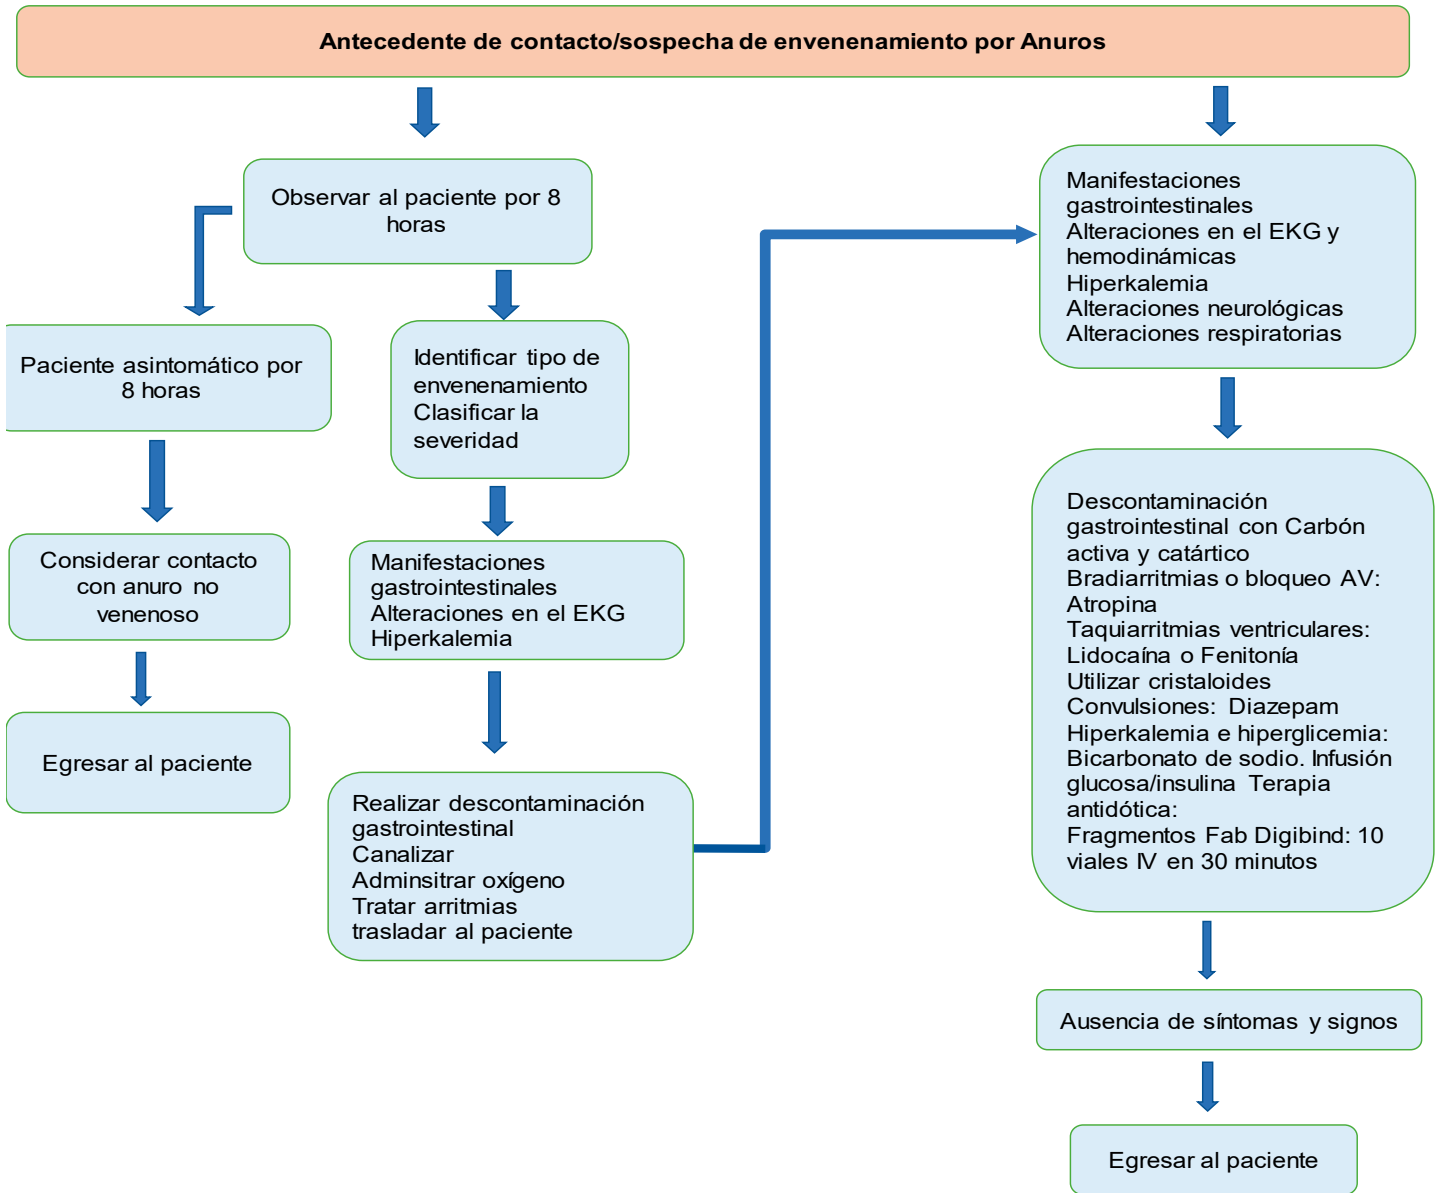 Antecedente de contacto/sospecha de envenenamiento por Anuros
Observar al paciente por 8
horas
Paciente asintomático por
8 horas
Considerar contacto
con anuro no
venenoso
Egresar al paciente
Identificar tipo de
envenenamiento
Clasificar la
severidad
Manifestaciones
gastrointestinales
Alteraciones en el EKG
Hiperkalemia
Realizar descontaminación
gastrointestinal
Canalizar
Adminsitrar oxígeno
Tratar arritmias
trasladar al paciente
Manifestaciones
gastrointestinales
Alteraciones en el EKG y
hemodinámicas
Hiperkalemia
Alteraciones neurológicas
Alteraciones respiratorias
Descontaminación
gastrointestinal con Carbón
activa y catártico
Bradiarritmias o bloqueo AV:
Atropina
Taquiarritmias ventriculares:
Lidocaína o Fenitonía
Utilizar cristaloides
Convulsiones: Diazepam
Hiperkalemia e hiperglicemia:
Bicarbonato de sodio. Infusión
glucosa/insulina Terapia
antidótica:
Fragmentos Fab Digibind: 10
viales IV en 30 minutos
Ausencia de síntomas y signos
Egresar al paciente